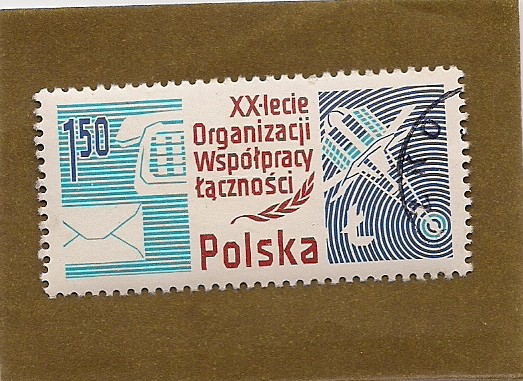 1.50
XX-lecie
Organizacji
Współpracy
łączności
Polska